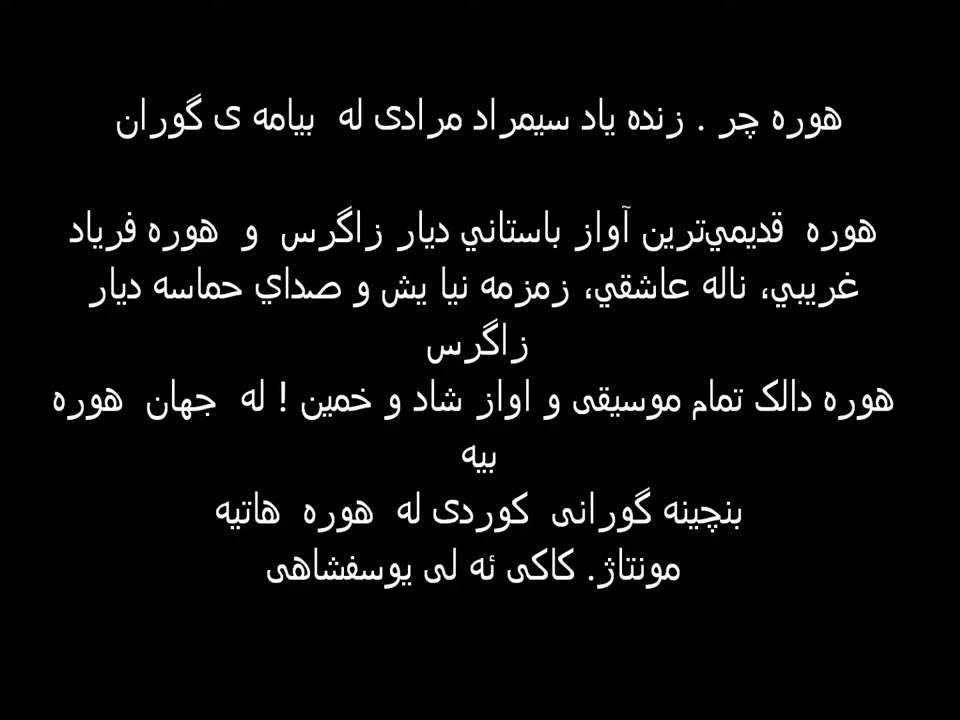 هوره چر . زنده یاد سیمراد مرادی له بیامه ی گوران
هوره قديمي‌ترين آواز باستاني ديار زاگرس و هوره فرياد
غريبي، ناله عاشقي، زمزمه نيا يش و صداي حماسه ديار
زاگرس
هوره دالک تمام موسیقی و اواز شاد و خمین ! له جهان هوره
بیه
بنچینه گورانی کوردی له هوره هاتیه
مونتاژ. کاکی ئه لی یوسفشاهی